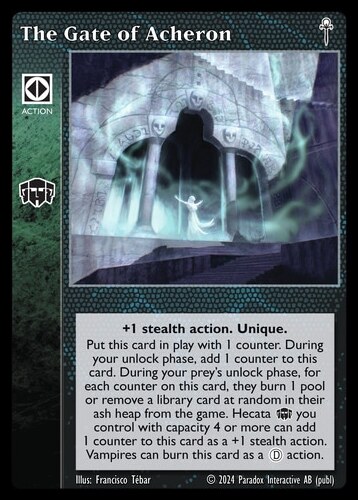 The Gate of Acheron
ACTION
+1 stealth action. Unique.
Put this card in play with 1 counter. During
your unlock phase, add 1 counter to this
card. During your prey's unlock phase, for
each counter on this card, they burn 1 pool
or remove a library card at random in their
ash heap from the game. Hecata you
control with capacity 4 or more can add
1 counter to this card as a +1 stealth action.
Vampires can burn this card as a D action.
Illus: Francisco Tébar
© 2024 Paradox Interactive AB (publ)